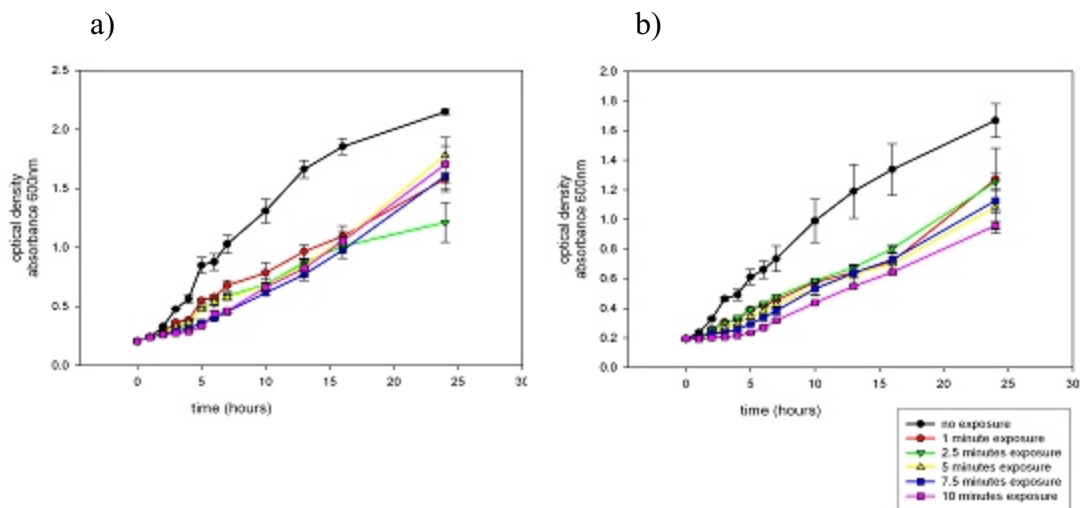 a)
b)
optical density
absorbance 600nm
2.5
2.0
1.5
1.0
0.5
0.0
0 5 10 15 20 25 30
time (hours)
optical density
absorbance 600nm
2.0
1.8
1.6
1.4
1.2
1.0
0.8
0.6
0.4
0.2
0.0
0 5 10 15 20 25 30
time (hours)
no exposure
1 minute exposure
2.5 minutes exposure
5 minutes exposure
7.5 minutes exposure
10 minutes exposure